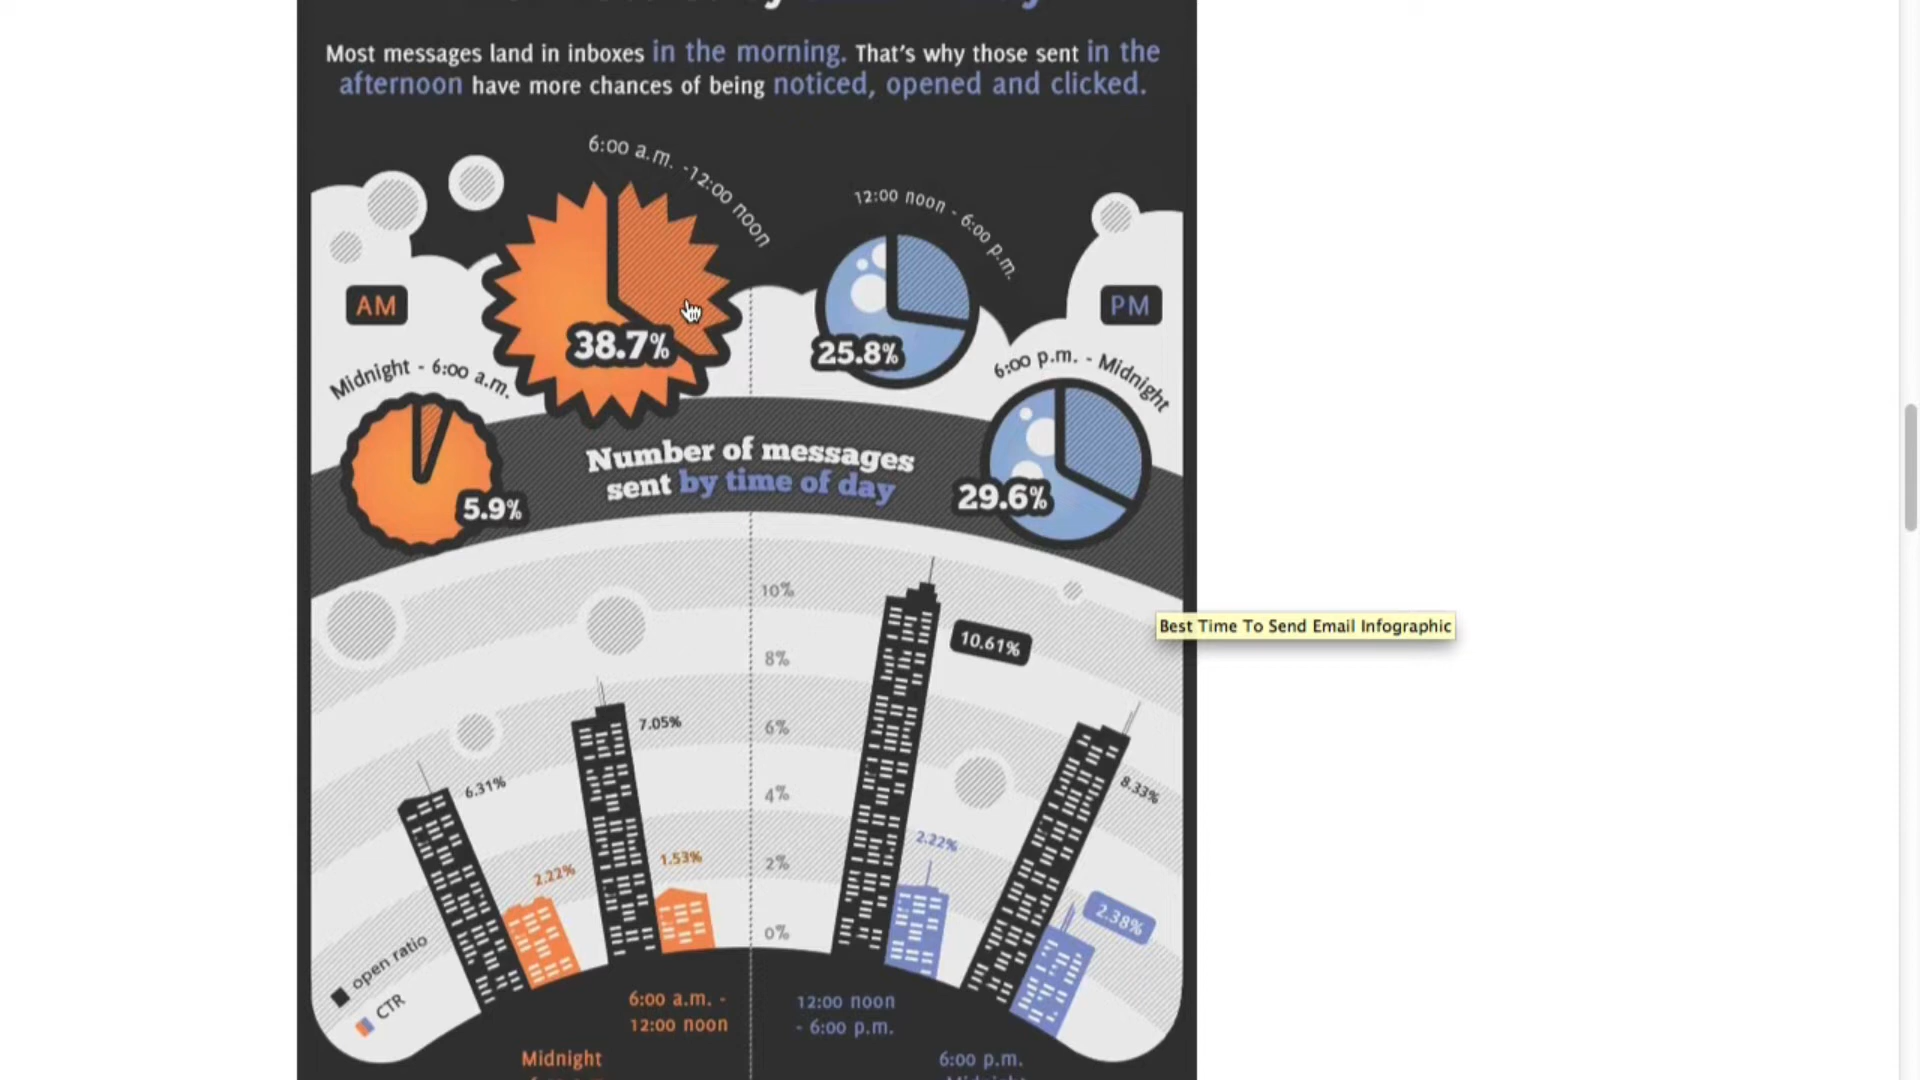 Most messages land in inboxes in the morning. That's why those sent in the
afternoon have more chances of being noticed, opened and clicked.
6:00 a.m. -12:00 noon
12:00 noon - 6:00 p.m.
AM
PM
38.7%
25.8%
Midnight - 6:00 a.m.
6:00 p.m. - Midnight
Number of messages
sent by time of day
5.9%
29.6%
10%
Best Time To Send Email Infographic
10.61%
8%
7.05%
6%
6.31%
8.33%
4%
2.22%
2.22%
1.53%
2%
2.38%
0%
open ratio
CTR
6:00 a.m. -
12:00 noon
12:00 noon
- 6:00 p.m.
Midnight
6:00 p.m.